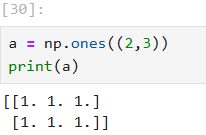 [30]:
a = np.ones((2,3))
print(a)
[[1. 1. 1.]
 [1. 1. 1.]]